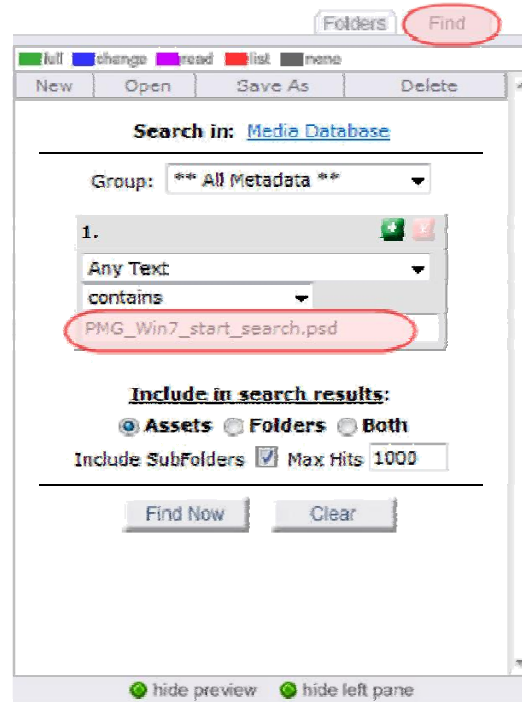 Folders Find
full change read list none
New Open Save As Delete
Search in: Media Database
Group: ** All Metadata **
1.
Any Text
contains
PMG_Win7_start_search.psd
Include in search results:
Assets Folders Both
Include SubFolders Max Hits 1000
Find Now Clear
hide preview hide left pane